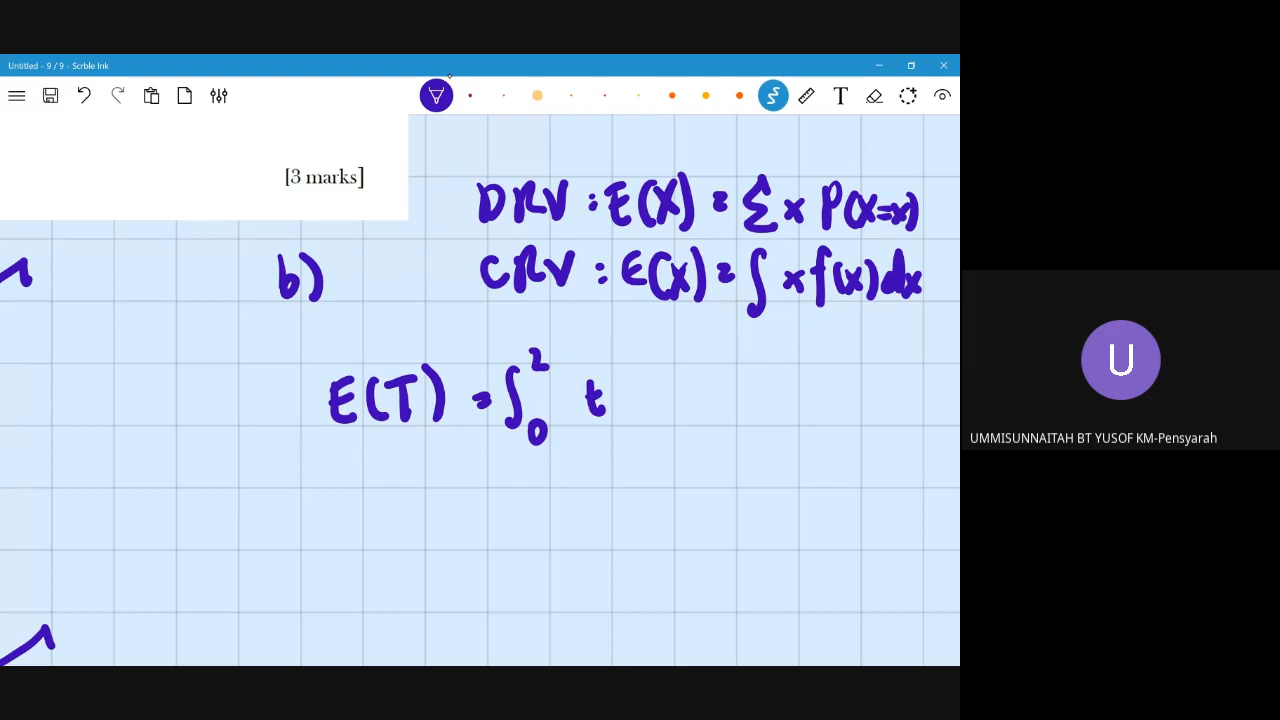 Untitled - 9 / 9 - Scrble Ink
T
[3 marks]
DRV : E(X) = Σ x P(X=x)
b)
CRV : E(X) = ∫ x f(x) dx
E(T) = ∫₀² t
U
UMMISUNNAITAH BT YUSOF KM-Pensyarah